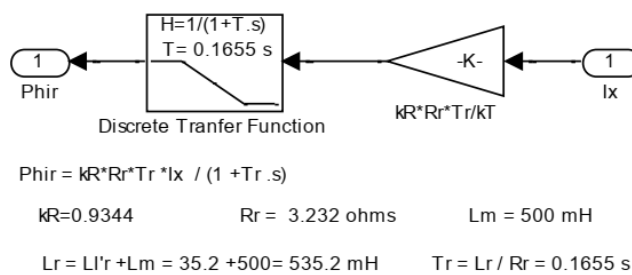 H=1/(1+T.s)
T= 0.1655 s
1
-K-
1
Phir
Ix
kR*Rr*Tr/kT
Discrete Tranfer Function
Phir = kR*Rr*Tr *Ix / (1 +Tr .s)
kR=0.9344 Rr = 3.232 ohms Lm = 500 mH
Lr = Ll'r +Lm = 35.2 +500= 535.2 mH Tr = Lr / Rr = 0.1655 s